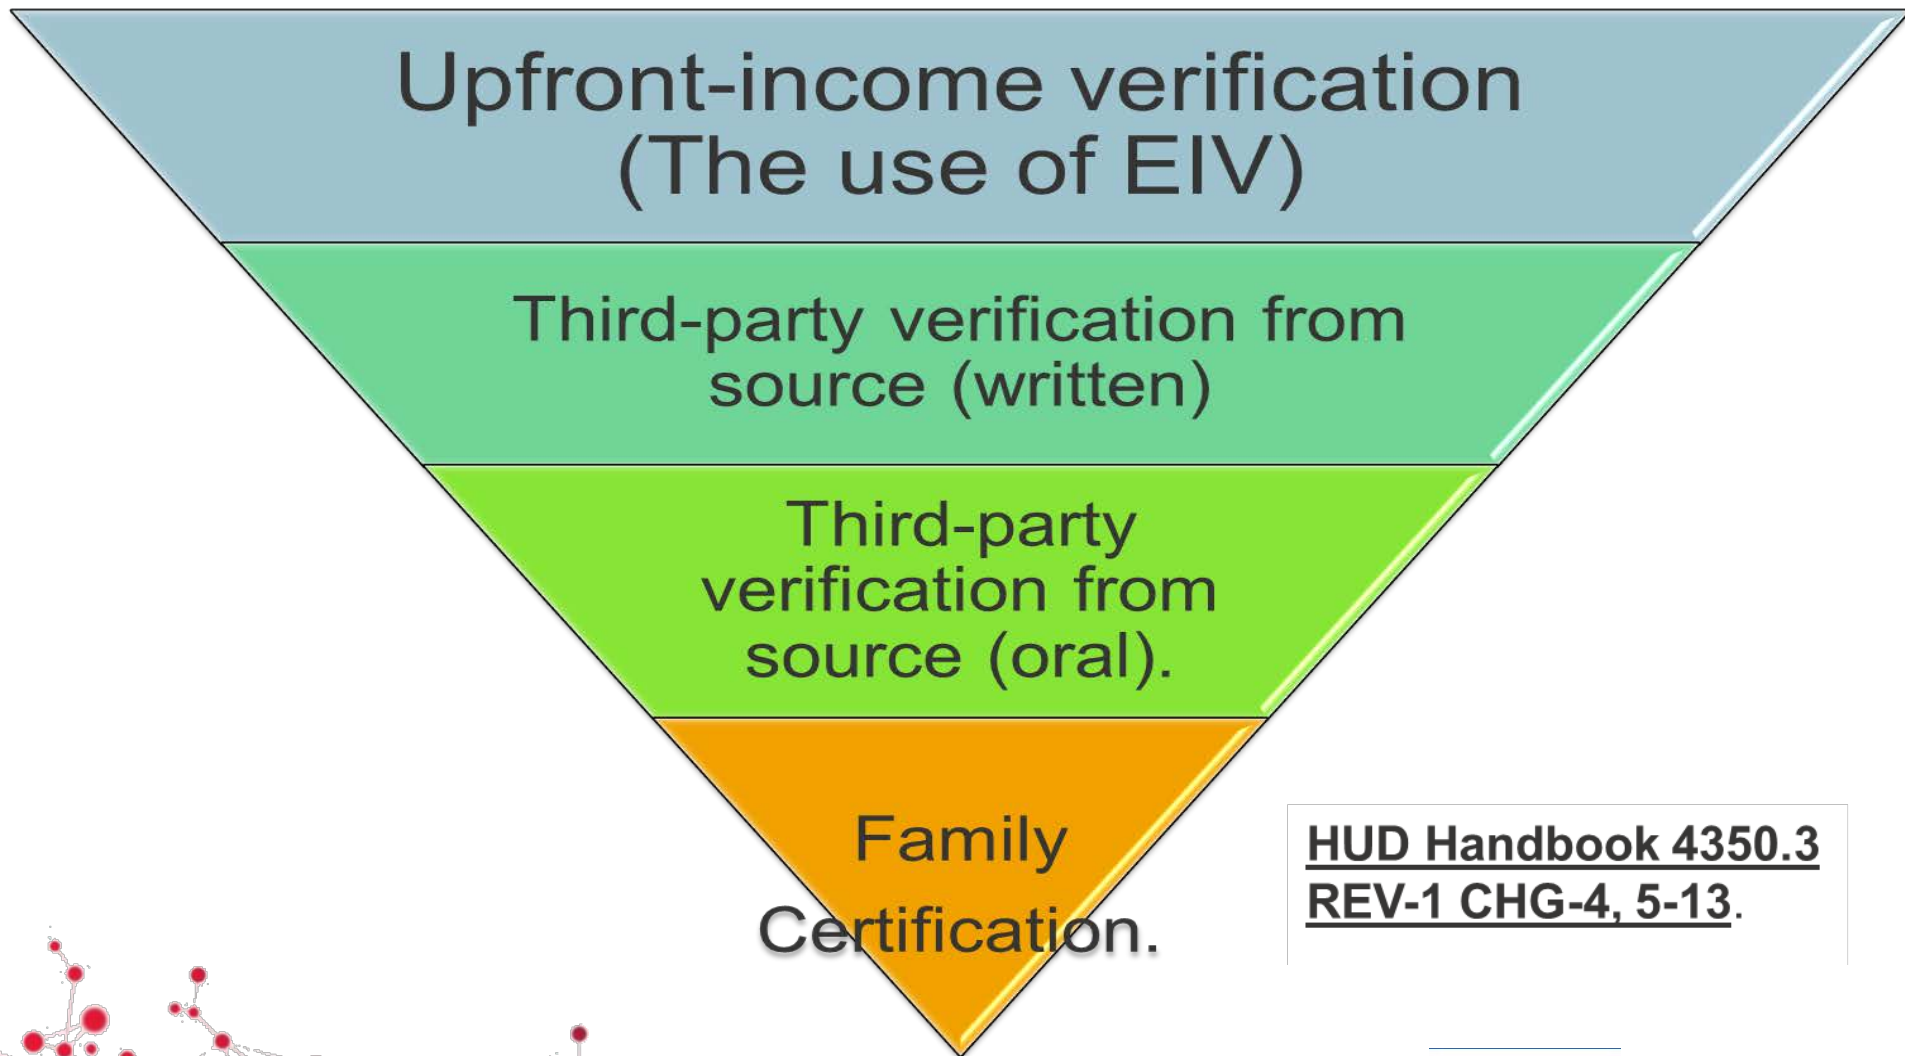 Upfront-income verification
(The use of EIV)
Third-party verification from
source (written)
Third-party
verification from
source (oral).
Family
Certification.
HUD Handbook 4350.3
REV-1 CHG-4, 5-13.